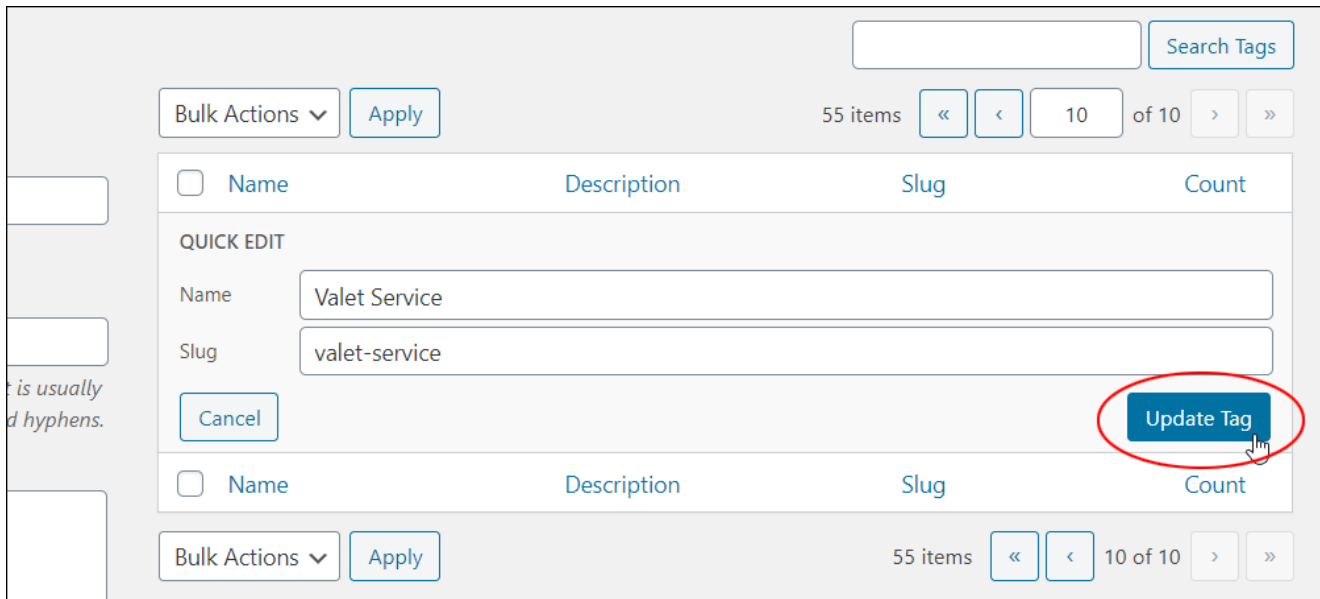 Search Tags
Bulk Actions Apply 55 items « ‹ 10 of 10 › »
Name Description Slug Count
QUICK EDIT
Name Valet Service
Slug valet-service
is usually
d hyphens.
Cancel Update Tag
Name Description Slug Count
Bulk Actions Apply 55 items « ‹ 10 of 10 › »